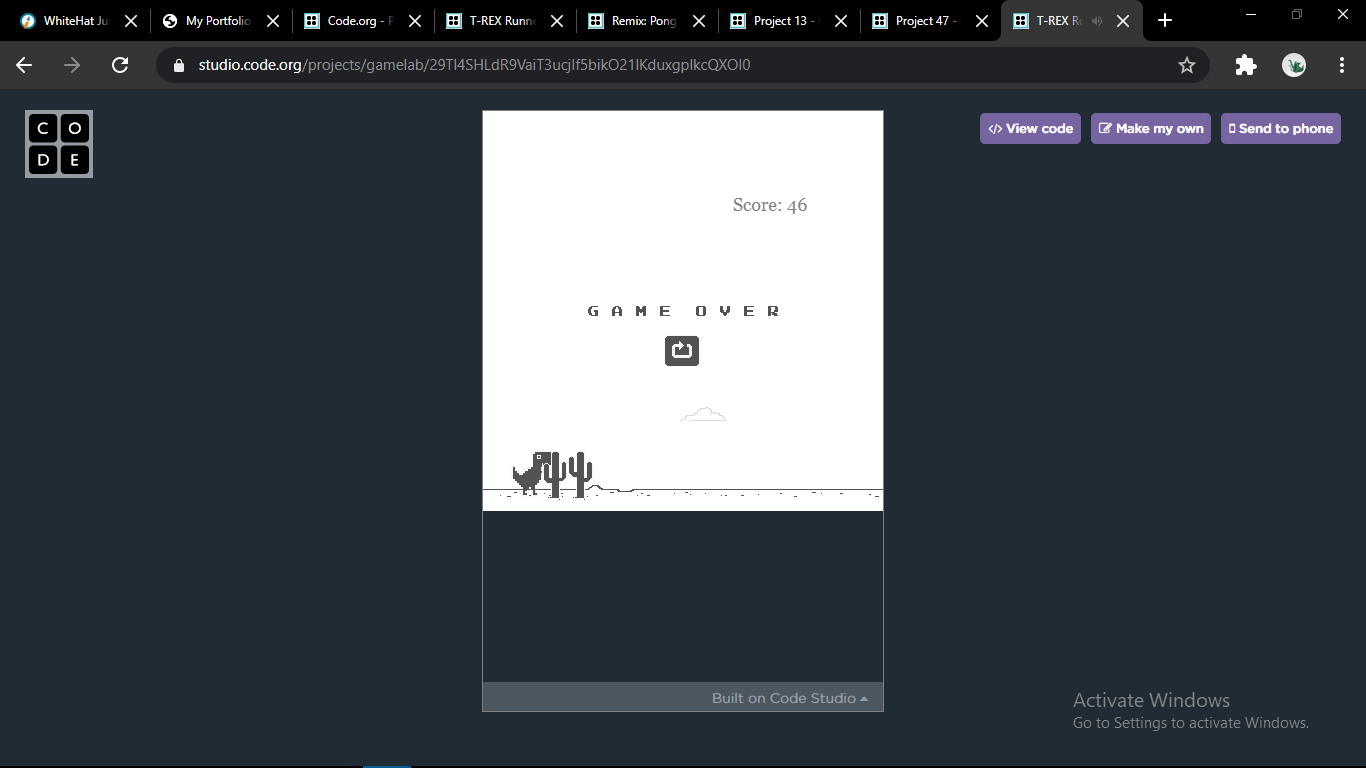 WhiteHat Ju
My Portfolio
Code.org - P
T-REX Runne
Remix: Pong
Project 13 -
Project 47 -
T-REX Ru
studio.code.org/projects/gamelab/29Tl4SHLdR9VaiT3ucjlf5bikO21IKduxgplkcQXOl0
C O
D E
View code
Make my own
Send to phone
Score: 46
GAME OVER
Built on Code Studio
Activate Windows
Go to Settings to activate Windows.